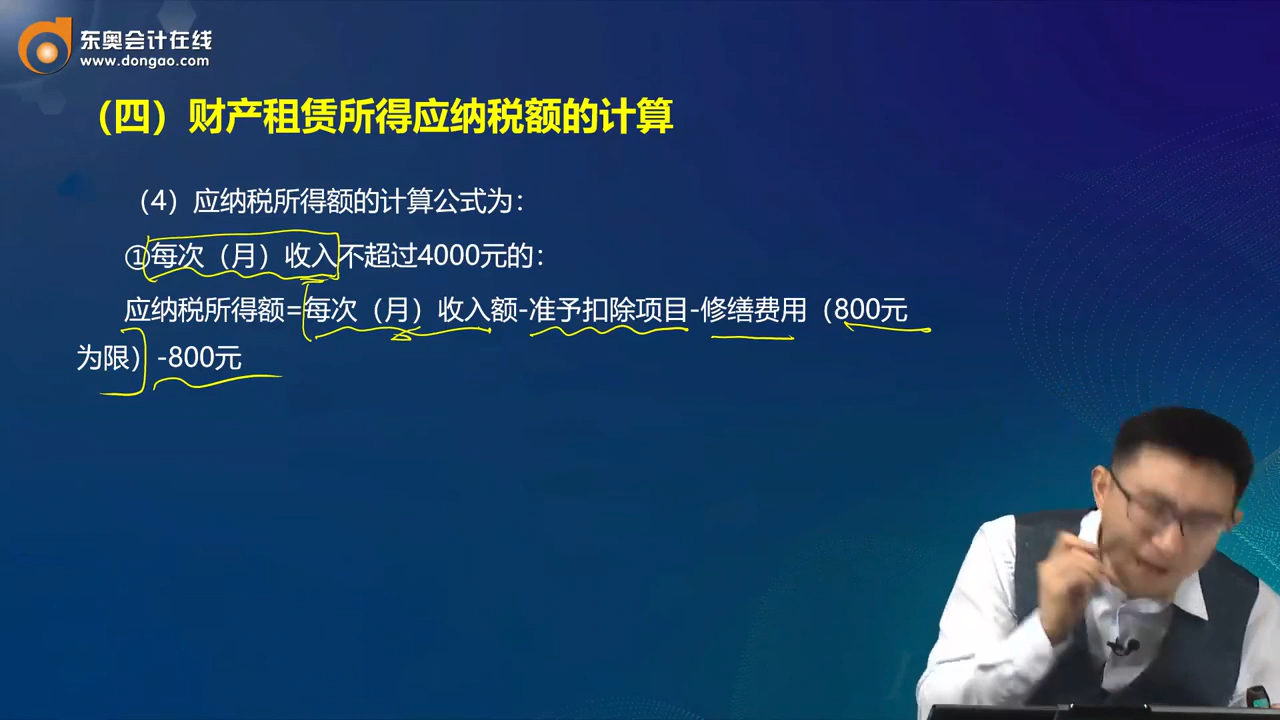 东奥会计在线
www.dongao.com
（四）财产租赁所得应纳税额的计算
（4）应纳税所得额的计算公式为：
①每次（月）收入不超过4000元的：
应纳税所得额=每次（月）收入额-准予扣除项目-修缮费用（800元
为限）-800元